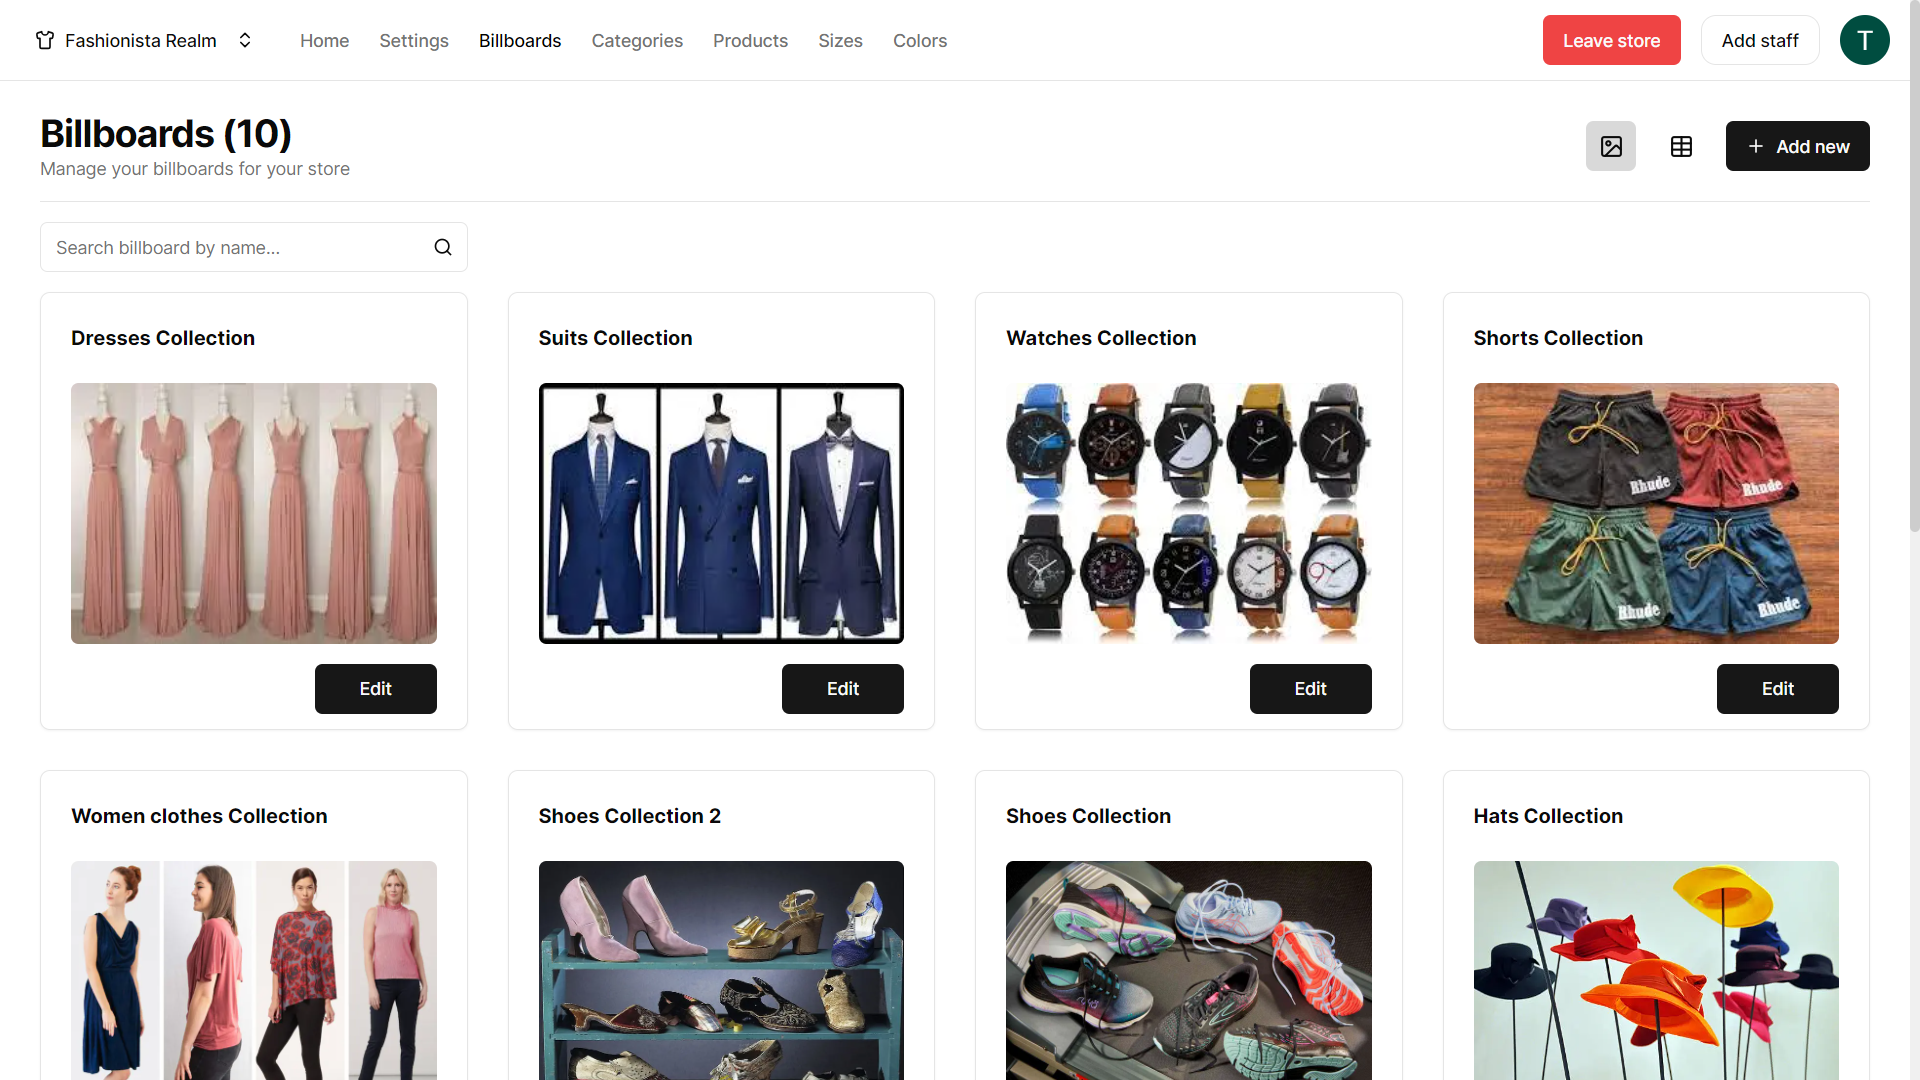 Fashionista Realm
Home
Settings
Billboards
Categories
Products
Sizes
Colors
Leave store
Add staff
T
Billboards (10)
Manage your billboards for your store
Add new
Search billboard by name...
Dresses Collection
Suits Collection
Watches Collection
Shorts Collection
Rhude
Rhude
Rhude
Rhude
Edit
Edit
Edit
Edit
Women clothes Collection
Shoes Collection 2
Shoes Collection
Hats Collection